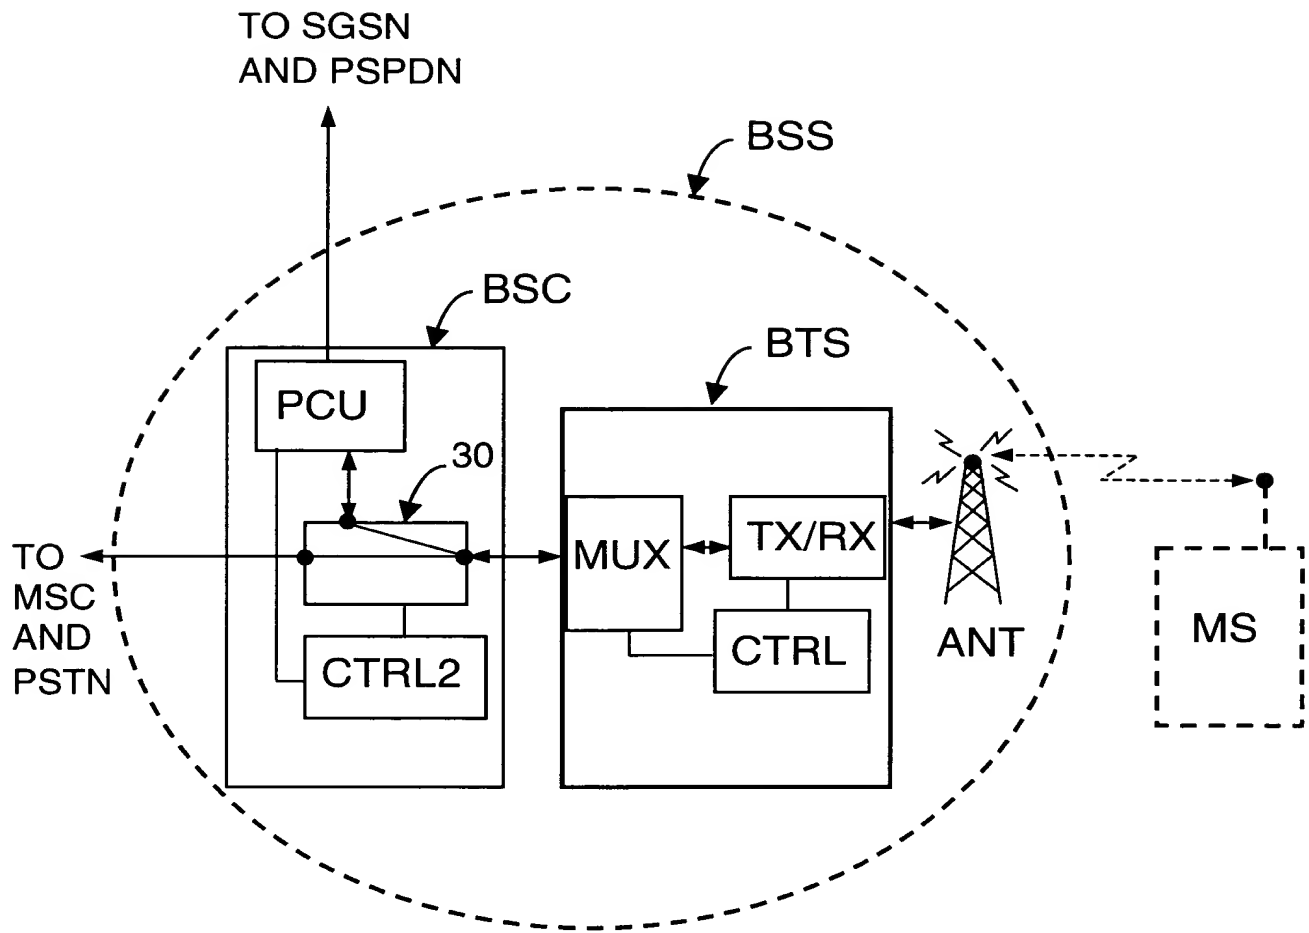 TO SGSN
AND PSPDN
BSS
BSC
BTS
PCU
30
MUX
TX/RX
TO
MSC
AND
PSTN
CTRL2
CTRL
ANT
MS